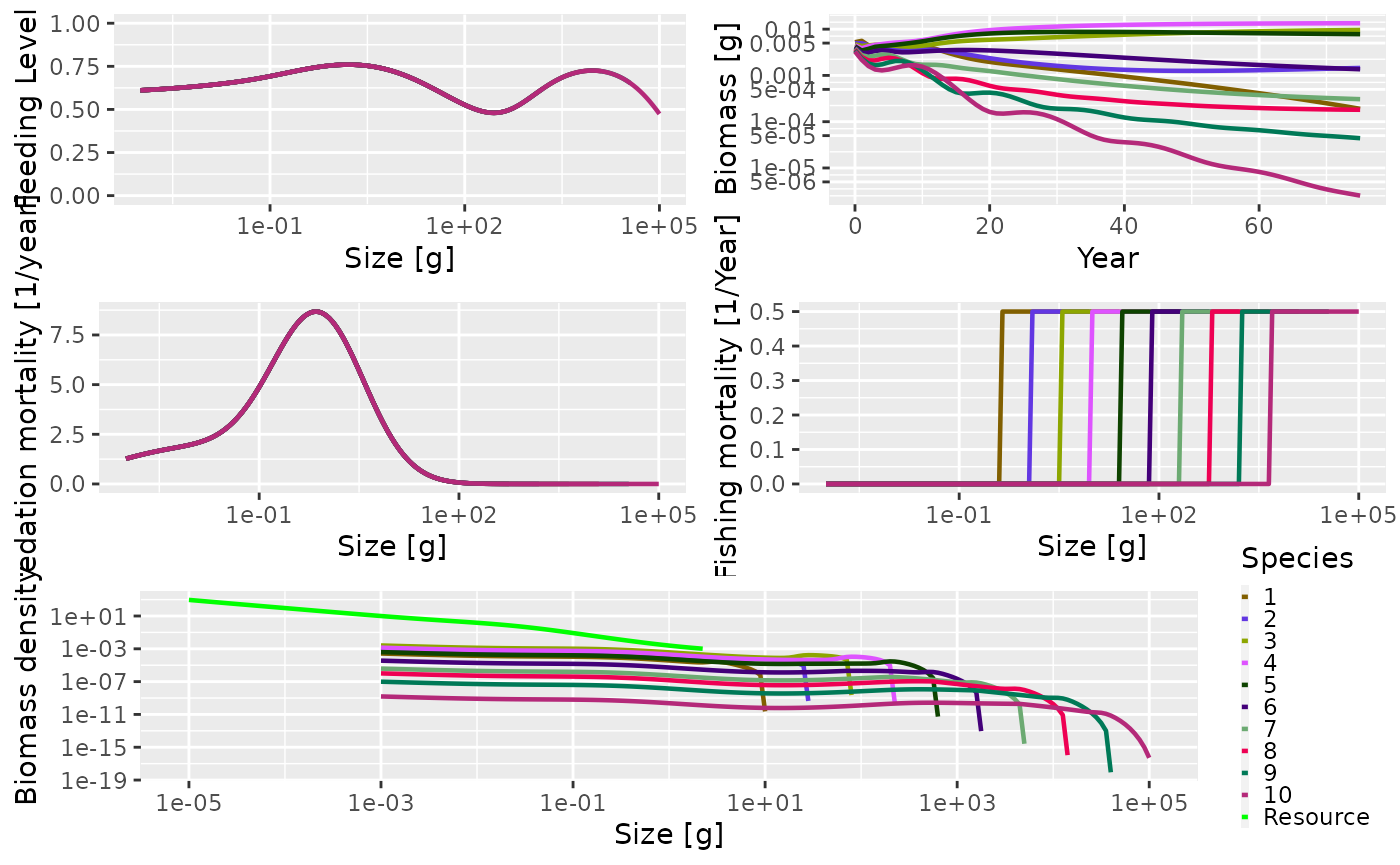 Feeding Level
1.00
0.75
0.50
0.25
0.00
1e-01
1e+02
1e+05
Size [g]
Biomass [g]
0.01
0.005
0.001
5e-04
1e-04
5e-05
1e-05
5e-06
0 20 40 60
Year
edation mortality [1/year]
7.5
5.0
2.5
0.0
1e-01 1e+02 1e+05
Size [g]
Fishing mortality [1/Year]
0.5
0.4
0.3
0.2
0.1
0.0
1e-01 1e+02 1e+05
Size [g]
Biomass density
1e+01
1e-03
1e-07
1e-11
1e-15
1e-19
1e-05 1e-03 1e-01 1e+01 1e+03 1e+05
Size [g]
Species
1
2
3
4
5
6
7
8
9
10
Resource